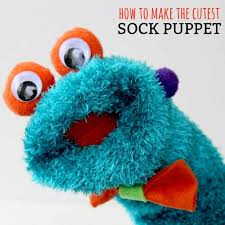 HOW TO MAKE THE CUTEST
SOCK PUPPET